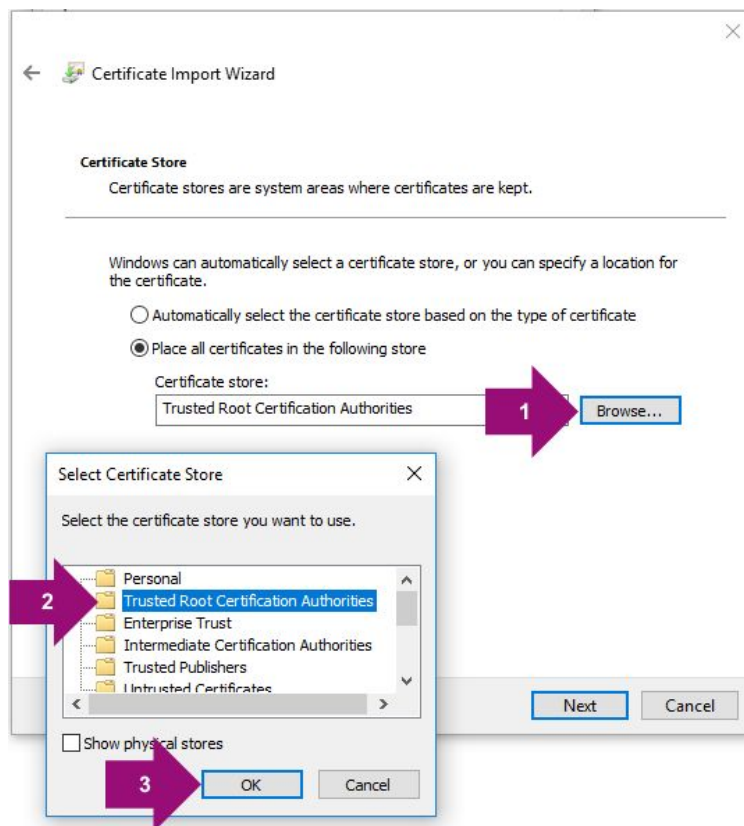 Certificate Import Wizard
Certificate Store
Certificate stores are system areas where certificates are kept.
Windows can automatically select a certificate store, or you can specify a location for
the certificate.
Automatically select the certificate store based on the type of certificate
Place all certificates in the following store
Certificate store:
Trusted Root Certification Authorities
1
Browse...
Select Certificate Store
Select the certificate store you want to use.
Personal
2
Trusted Root Certification Authorities
Enterprise Trust
Intermediate Certification Authorities
Trusted Publishers
Untrusted Certificates
Show physical stores
3
OK
Cancel
Next
Cancel